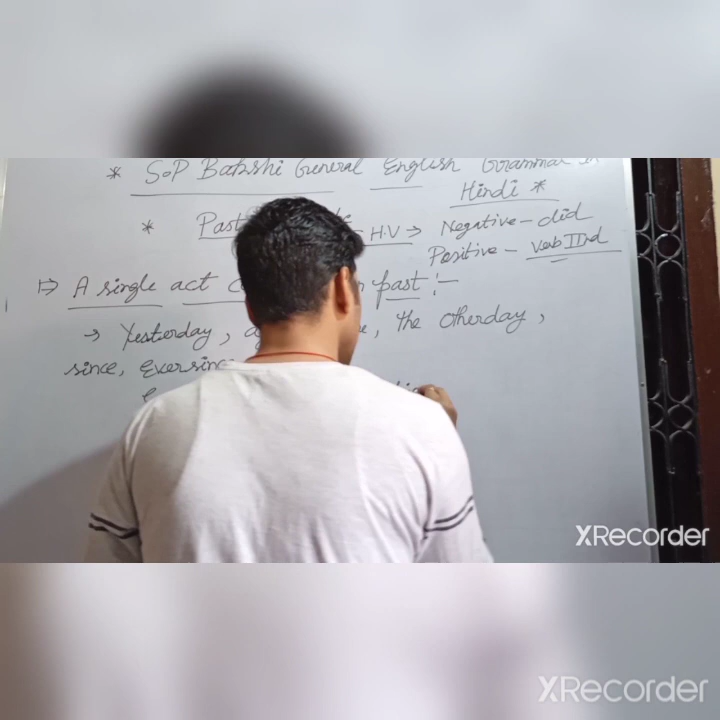 * S.P Bakshi General English Grammar in
Hindi *
* Past
H.V → Negative - did
Positive - Verb IInd
⇒ A single act past :-
→ Yesterday, the otherday,
since, Eversince
XRecorder
XRecorder